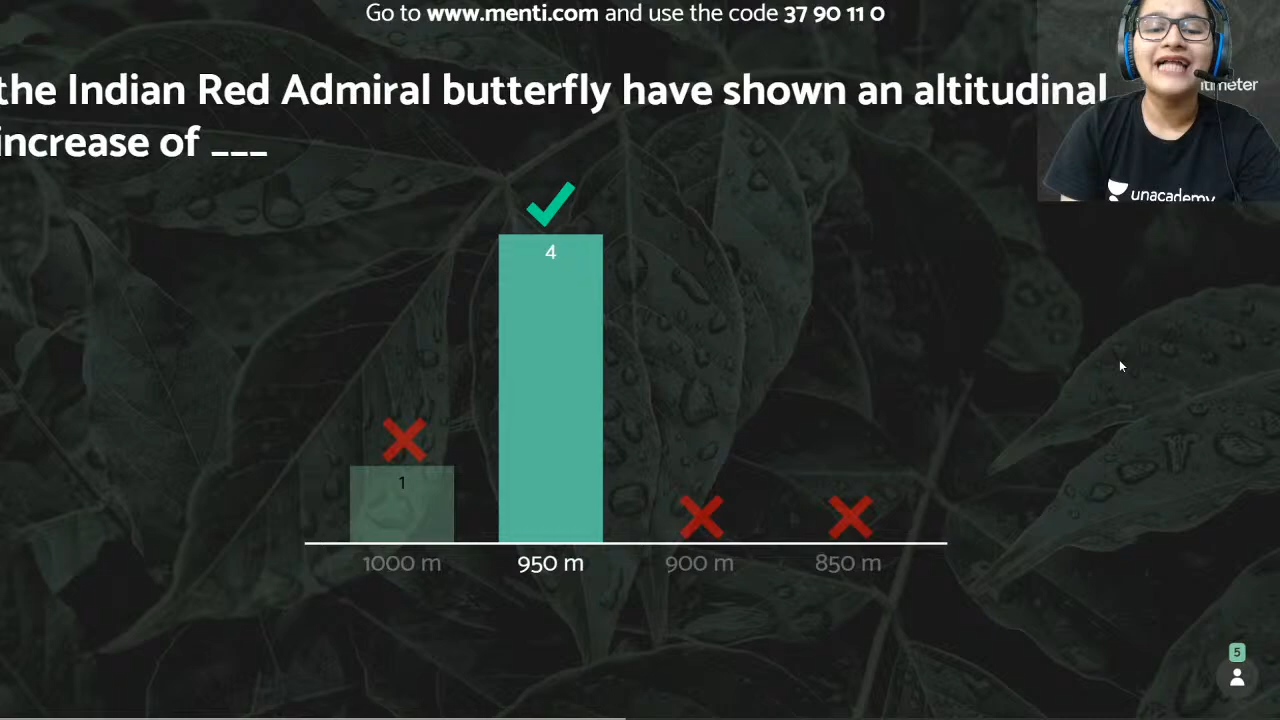 Go to www.menti.com and use the code 37 90 11 0
the Indian Red Admiral butterfly have shown an altitudinal
increase of ___
unacademy
4
1
1000 m
950 m
900 m
850 m
5